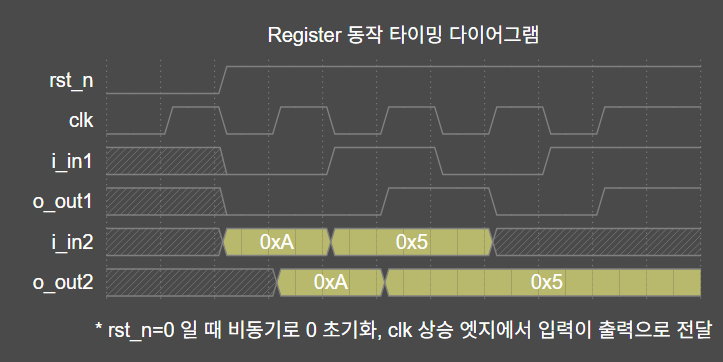 Register 동작 타이밍 다이어그램
rst_n
clk
i_in1
o_out1
i_in2 0xA 0x5
o_out2 0xA 0x5
* rst_n=0 일 때 비동기로 0 초기화, clk 상승 엣지에서 입력이 출력으로 전달